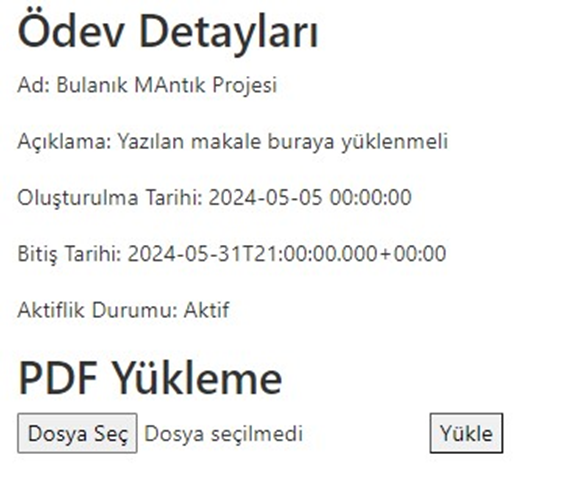 Ödev Detayları
Ad: Bulanık MAntık Projesi
Açıklama: Yazılan makale buraya yüklenmeli
Oluşturulma Tarihi: 2024-05-05 00:00:00
Bitiş Tarihi: 2024-05-31T21:00:00.000+00:00
Aktiflik Durumu: Aktif
PDF Yükleme
Dosya Seç Dosya seçilmedi Yükle